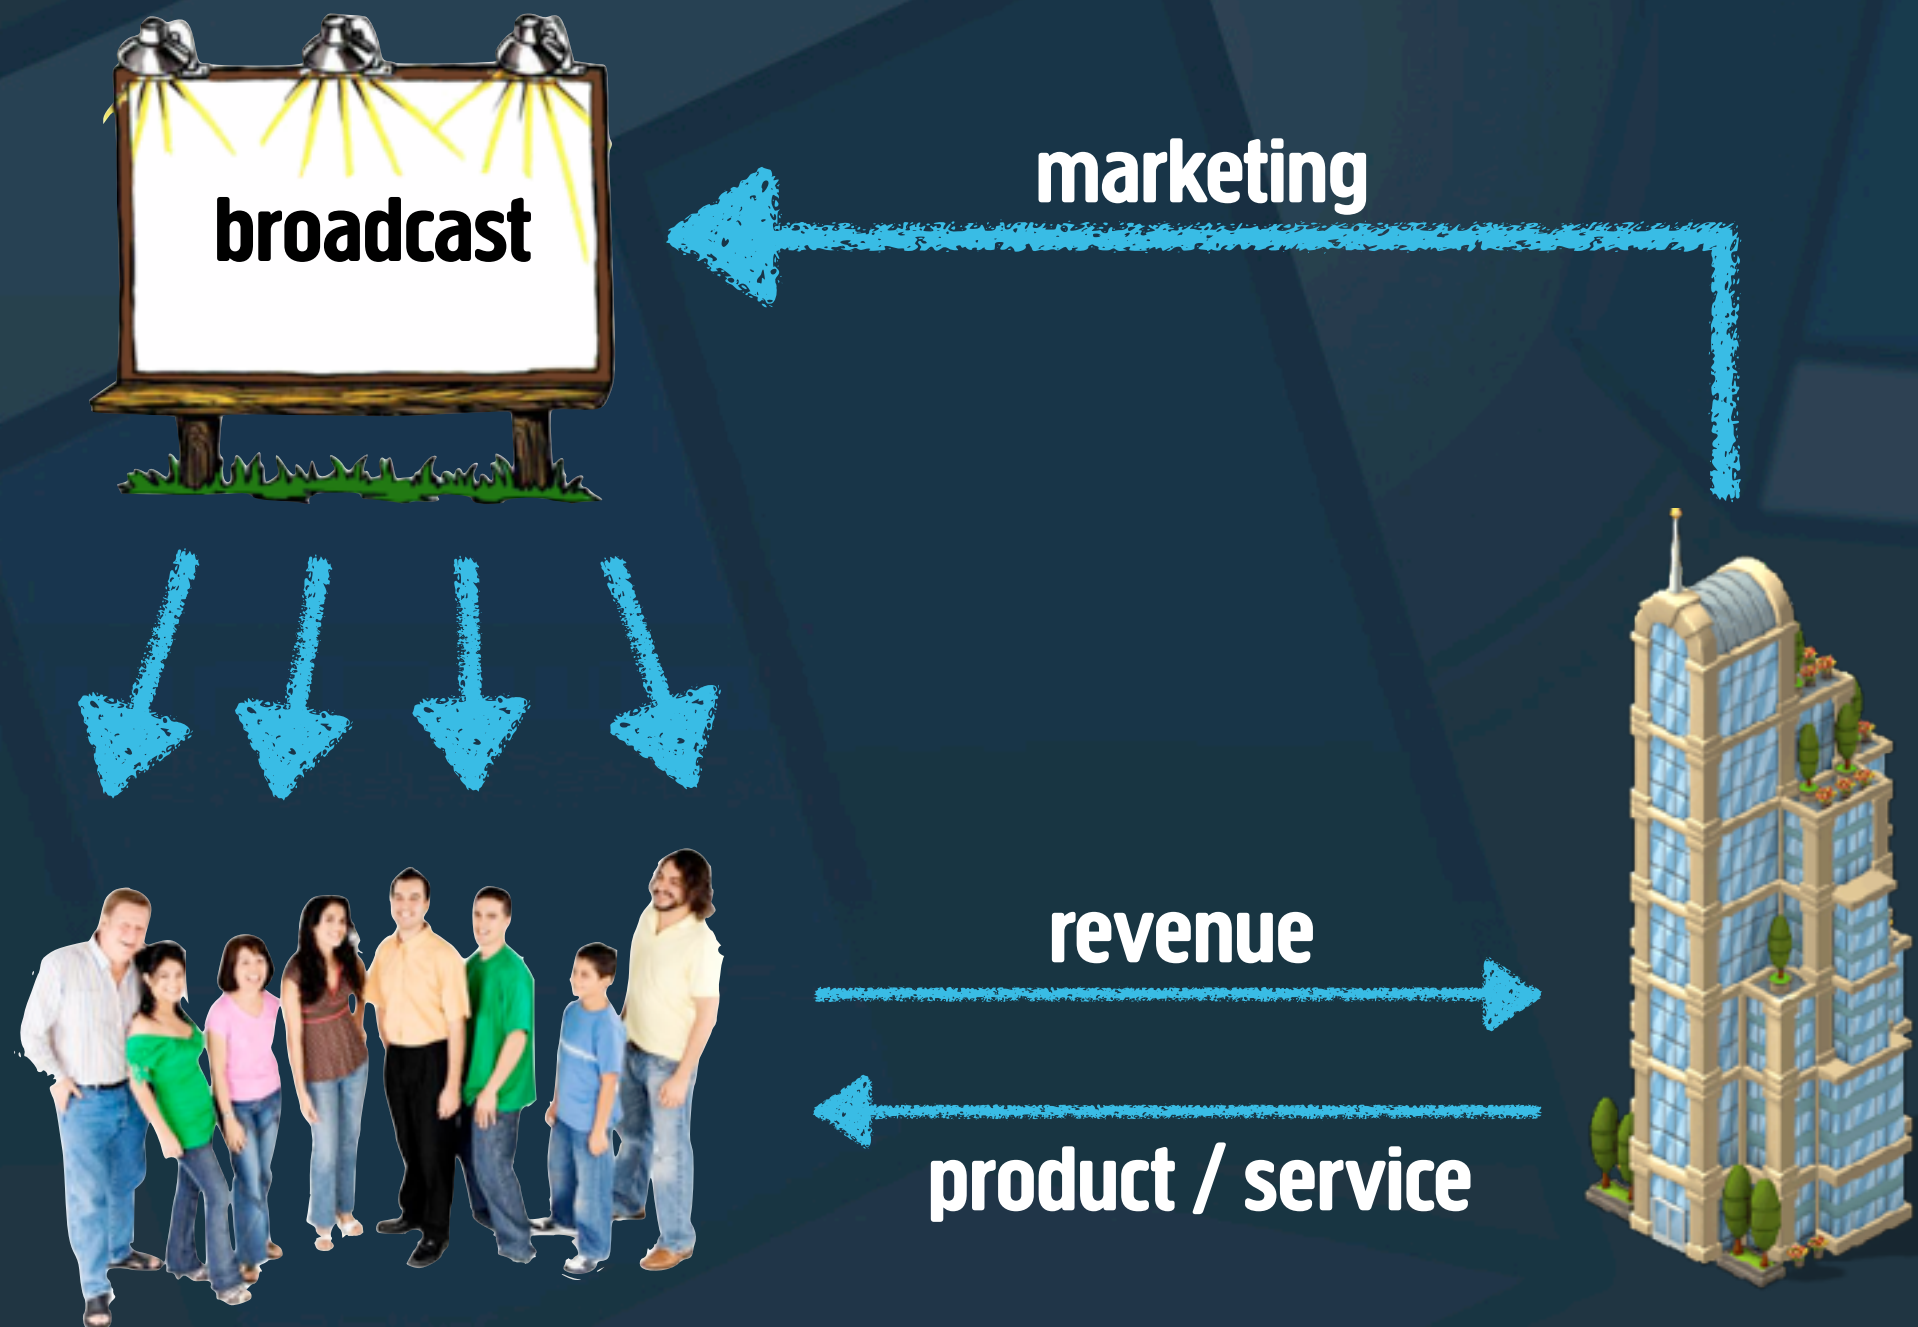 marketing
broadcast
revenue
product / service